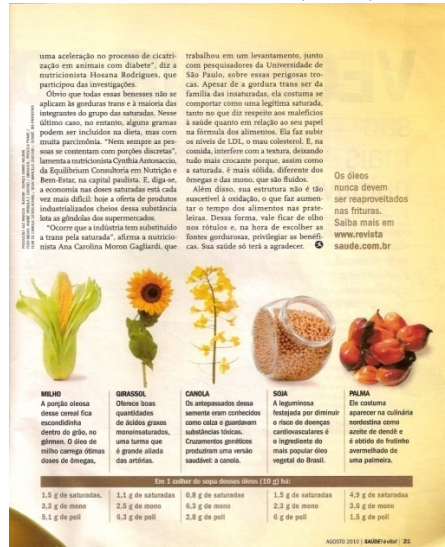 uma aceleração no processo de cicatri-
zação em animais com diabete", diz a
nutricionista Hosana Rodrigues, que
participou das investigações.
Óbvio que todas essas benesses não se
aplicam às gorduras trans e à maioria das
integrantes do grupo das saturadas. Nesse
último caso, no entanto, alguns gramas
podem ser incluídos na dieta, mas com
muita parcimônia. "Nem sempre as pes-
soas se contentam com porções discretas",
lamenta a nutricionista Cynthia Antonaccio,
da Equilibrium Consultoria em Nutrição e
Bem-Estar, na capital paulista. E, diga-se,
a economia nas doses saturadas está cada
vez mais difícil: hoje a oferta de produtos
industrializados cheios dessa substância
lota as gôndolas dos supermercados.
"Ocorre que a indústria tem substituído
a trans pela saturada", afirma a nutricio-
nista Ana Carolina Moron Gagliardi, que
trabalhou em um levantamento, junto
com pesquisadores da Universidade de
São Paulo, sobre essas perigosas tro-
cas. Apesar de a gordura trans ser da
família das insaturadas, ela costuma se
comportar como uma legítima saturada,
tanto no que diz respeito aos malefícios
à saúde quanto em relação ao seu papel
na fórmula dos alimentos. Ela faz subir
os níveis de LDL, o mau colesterol. E, na
comida, interfere com a textura, deixando
tudo mais crocante porque, assim como
a saturada, é mais sólida, diferente dos
ômegas e das mono, que são fluidos.
Além disso, sua estrutura não é tão
suscetível à oxidação, o que faz aumen-
tar o tempo dos alimentos nas prate-
leiras. Dessa forma, vale ficar de olho
nos rótulos e, na hora de escolher as
fontes gordurosas, privilegiar as benéfi-
cas. Sua saúde só terá a agradecer.
Os óleos
nunca devem
ser reaproveitados
nas frituras.
Saiba mais em
www.revista
saude.com.br
MILHO
A porção oleosa
desse cereal fica
escondidinha
dentro do grão, no
gérmen. O óleo de
milho carrega ótimas
doses de ômegas,
GIRASSOL
Oferece boas
quantidades
de ácidos graxos
monoinsaturados,
uma turma que
é grande aliada
das artérias.
CANOLA
Os antepassados dessa
semente eram conhecidos
como colza e guardavam
substâncias tóxicas.
Cruzamentos genéticos
produziram uma versão
saudável: a canola.
SOJA
A leguminosa
festejada por diminuir
o risco de doenças
cardiovasculares é
o ingrediente do
mais popular óleo
vegetal do Brasil.
PALMA
Ele costuma
aparecer na culinária
nordestina como
azeite de dendê e
é obtido de frutinho
avermelhado de
uma palmeira.
Em 1 colher de sopa desses óleos (10 g) há:
1,5 g de saturadas,
3,3 g de mono
5,1 g de poli
1,1 g de saturadas
2,5 g de mono
6,3 g de poli
0,8 g de saturadas
6,3 g de mono
2,8 g de poli
1,5 g de saturadas
2,3 g de mono
6 g de poli
4,9 g de saturadas
3,6 g de mono
1,5 g de poli
AGOSTO 2010 | SAÚDE! é vital! | 21